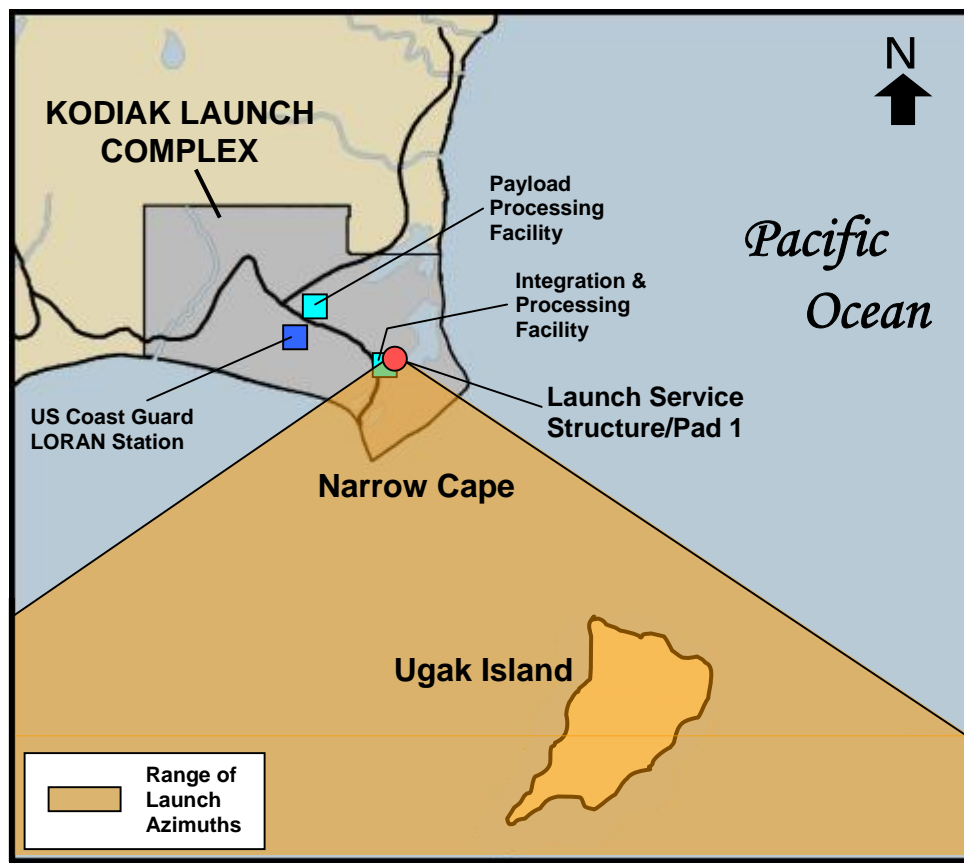 N
KODIAK LAUNCH
COMPLEX
Payload
Processing
Facility
Pacific
Ocean
Integration &
Processing
Facility
US Coast Guard
LORAN Station
Launch Service
Structure/Pad 1
Narrow Cape
Ugak Island
Range of
Launch
Azimuths